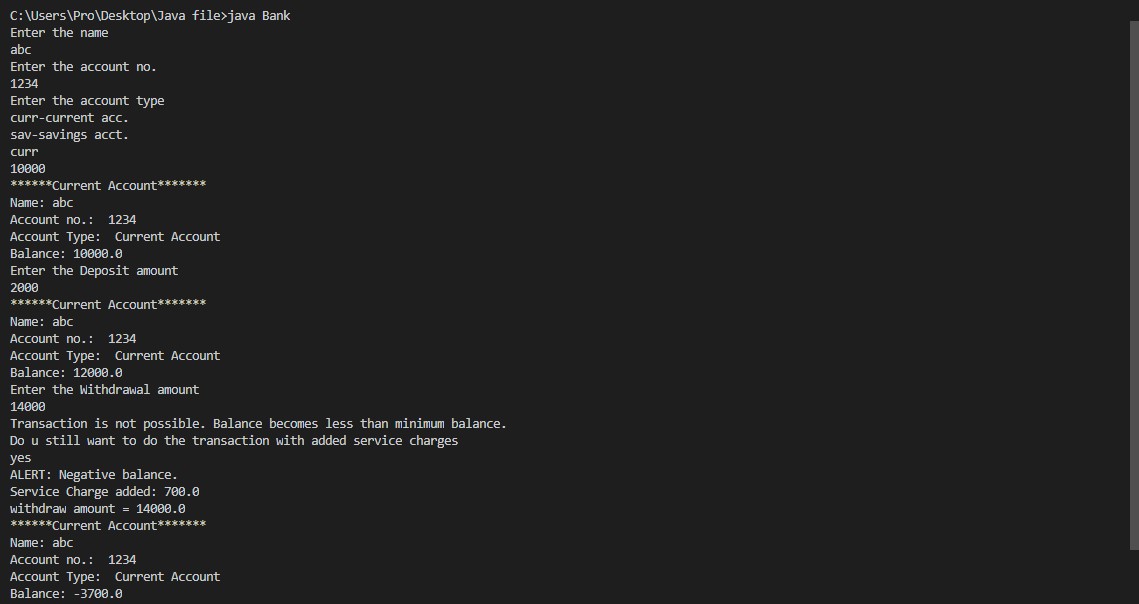 C:\Users\Pro\Desktop\Java file>java Bank
Enter the name
abc
Enter the account no.
1234
Enter the account type
curr-current acc.
sav-savings acct.
curr
10000
******Current Account*******
Name: abc
Account no.:  1234
Account Type:  Current Account
Balance: 10000.0
Enter the Deposit amount
2000
******Current Account*******
Name: abc
Account no.:  1234
Account Type:  Current Account
Balance: 12000.0
Enter the Withdrawal amount
14000
Transaction is not possible. Balance becomes less than minimum balance.
Do u still want to do the transaction with added service charges
yes
ALERT: Negative balance.
Service Charge added: 700.0
withdraw amount = 14000.0
******Current Account*******
Name: abc
Account no.:  1234
Account Type:  Current Account
Balance: -3700.0